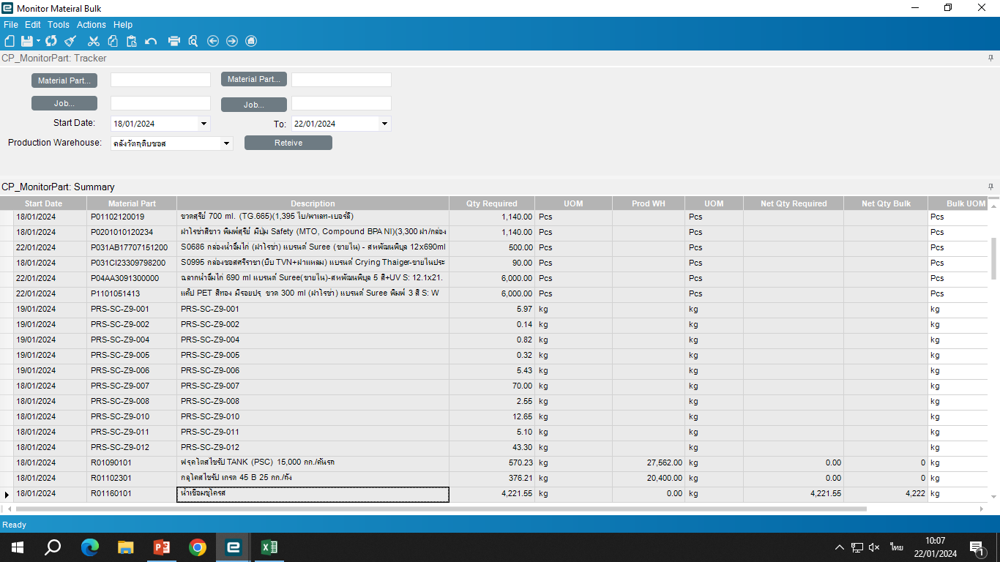 Monitor Mateiral Bulk
File Edit Tools Actions Help
CP_MonitorPart: Tracker
Material Part... Material Part...
Job... Job...
Start Date: 18/01/2024 To: 22/01/2024
Production Warehouse: คลังวัตถุดิบซอส Reteive
CP_MonitorPart: Summary
Start Date Material Part Description Qty Required UOM Prod WH UOM Net Qty Required Net Qty Bulk Bulk UOM
18/01/2024 P01102120019 ขวดสุรีย์ 700 ml. (TG.665)(1,395 ใบ/พาเลท-เบอร์ลี่) 1,140.00 Pcs Pcs Pcs
18/01/2024 P0201010120234 ฝาโรซ่าสีขาว พิมพ์สุรีย์ มีปุ่ม Safety (MTO, Compound BPA NI)(3,300 ฝา/กล่อง 1,140.00 Pcs Pcs Pcs
22/01/2024 P031AB17707151200 S0686 กล่องน้ำจิ้มไก่ (ฝาโรซ่า) แบรนด์ Suree (ขายใน) - สหพัฒนพิบูล 12x690ml 500.00 Pcs Pcs Pcs
18/01/2024 P031CI23309798200 S0995 กล่องซอสศรีราชา(บีบ TVN+ฝาแหลม) แบรนด์ Crying Thaiger-ขายในประ 90.00 Pcs Pcs Pcs
22/01/2024 P04AA3091300000 ฉลากน้ำจิ้มไก่ 690 ml แบรนด์ Suree(ขายใน)-สหพัฒนพิบูล 5 สี+UV S: 12.1x21. 6,000.00 Pcs Pcs Pcs
22/01/2024 P1101051413 แค็ป PET สีทอง มีรอยปรุ ขวด 300 ml (ฝาโรซ่า) แบรนด์ Suree พิมพ์ 3 สี S: W 6,000.00 Pcs Pcs Pcs
19/01/2024 PRS-SC-Z9-001 PRS-SC-Z9-001 5.97 kg kg kg
19/01/2024 PRS-SC-Z9-002 PRS-SC-Z9-002 0.14 kg kg kg
19/01/2024 PRS-SC-Z9-004 PRS-SC-Z9-004 0.82 kg kg kg
19/01/2024 PRS-SC-Z9-005 PRS-SC-Z9-005 0.32 kg kg kg
19/01/2024 PRS-SC-Z9-006 PRS-SC-Z9-006 5.43 kg kg kg
18/01/2024 PRS-SC-Z9-007 PRS-SC-Z9-007 70.00 kg kg kg
18/01/2024 PRS-SC-Z9-008 PRS-SC-Z9-008 2.55 kg kg kg
18/01/2024 PRS-SC-Z9-010 PRS-SC-Z9-010 12.65 kg kg kg
18/01/2024 PRS-SC-Z9-011 PRS-SC-Z9-011 5.10 kg kg kg
18/01/2024 PRS-SC-Z9-012 PRS-SC-Z9-012 43.30 kg kg kg
18/01/2024 R01090101 ฟรุคโตสไซรัป TANK (PSC) 15,000 กก./คันรถ 570.23 kg 27,562.00 kg 0.00 0 kg
18/01/2024 R01102301 กลูโคสไซรัป เกรด 45 B 25 กก./ถัง 376.21 kg 20,400.00 kg 0.00 0 kg
18/01/2024 R01160101 น้ำเชื่อมซูโครส 4,221.55 kg 0.00 kg 4,221.55 4,222 kg
Ready
ไทย 10:07
22/01/2024 1